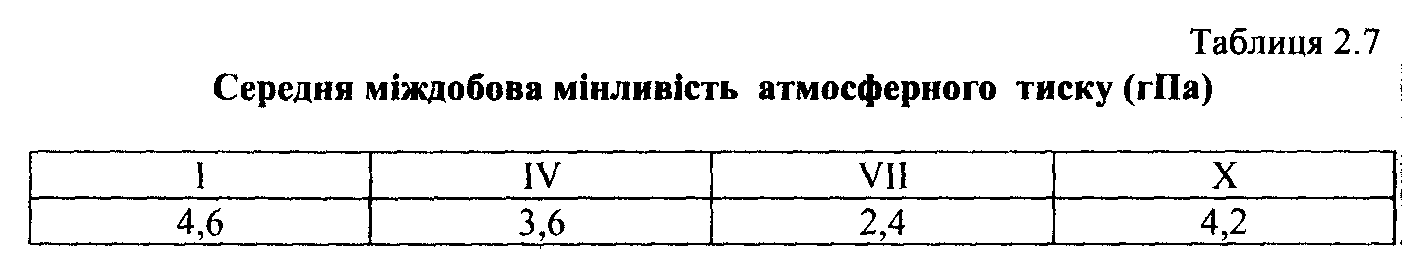 Таблиця 2.7
Середня міждобова мінливість атмосферного тиску (гПа)
I IV VII X
4,6 3,6 2,4 4,2